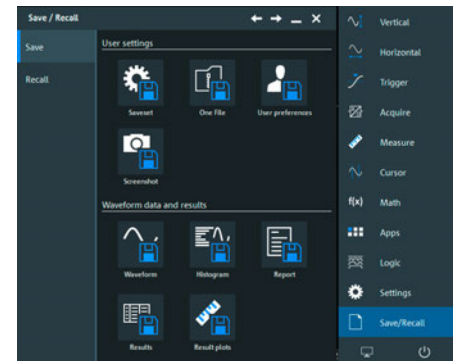 Save / Recall
Save
Recall
User settings
Saveset
One File
User preferences
Screenshot
Waveform data and results
Waveform
Histogram
Report
Results
Result plots
Vertical
Horizontal
Trigger
Acquire
Measure
Cursor
f(x) Math
Apps
Logic
Settings
Save/Recall